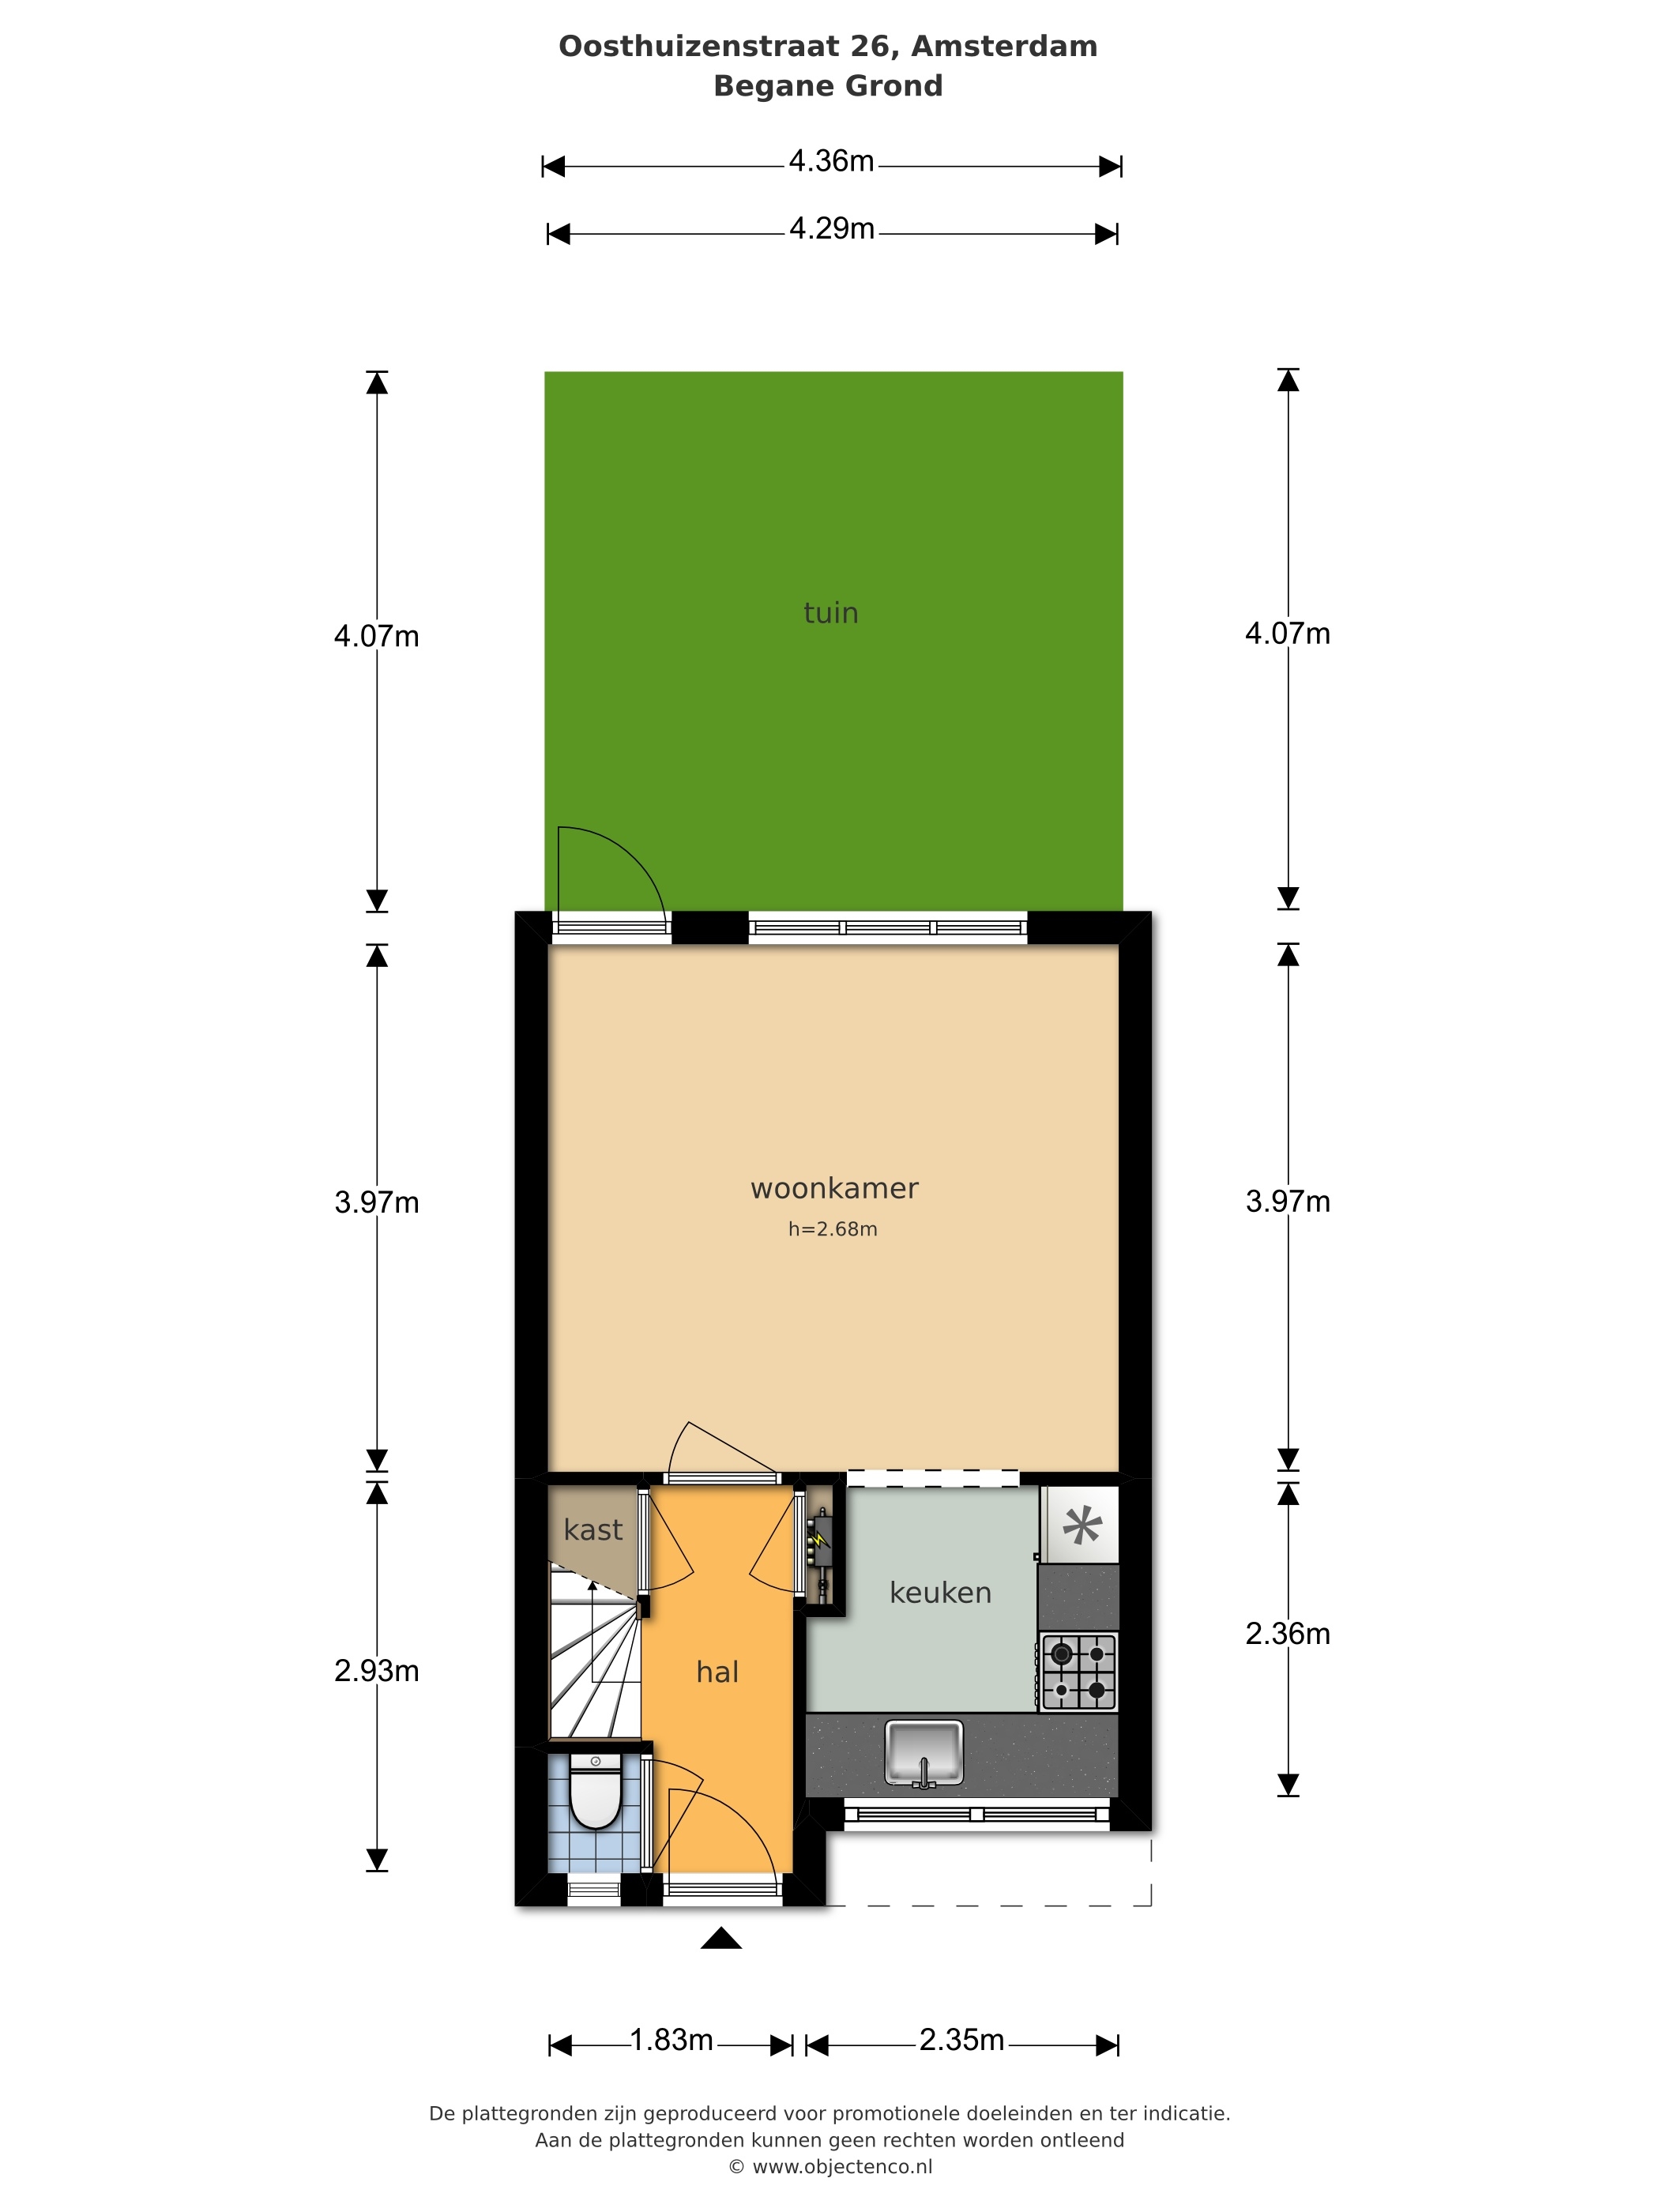 Oosthuizenstraat 26, Amsterdam
Begane Grond
4.36m
4.29m
tuin
4.07m
4.07m
woonkamer
h=2.68m
3.97m
3.97m
kast
keuken
hal
2.93m
2.36m
1.83m
2.35m
De plattegronden zijn geproduceerd voor promotionele doeleinden en ter indicatie.
Aan de plattegronden kunnen geen rechten worden ontleend
© www.objectenco.nl